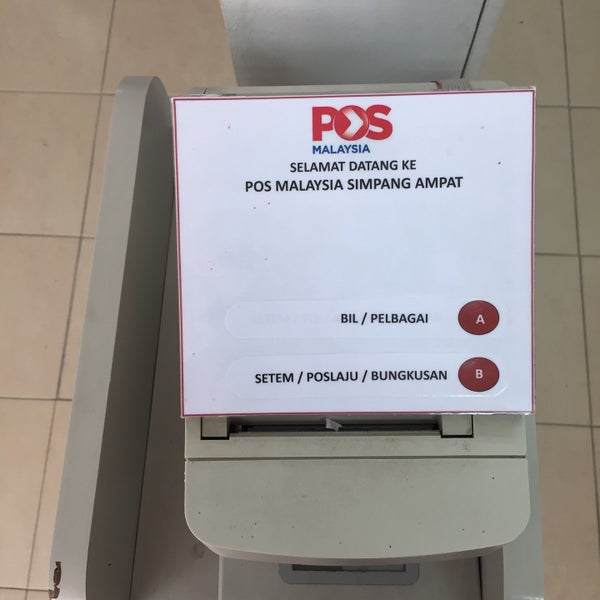 POS
MALAYSIA
SELAMAT DATANG KE
POS MALAYSIA SIMPANG AMPAT
BIL / PELBAGAI A
SETEM / POSLAJU / BUNGKUSAN B